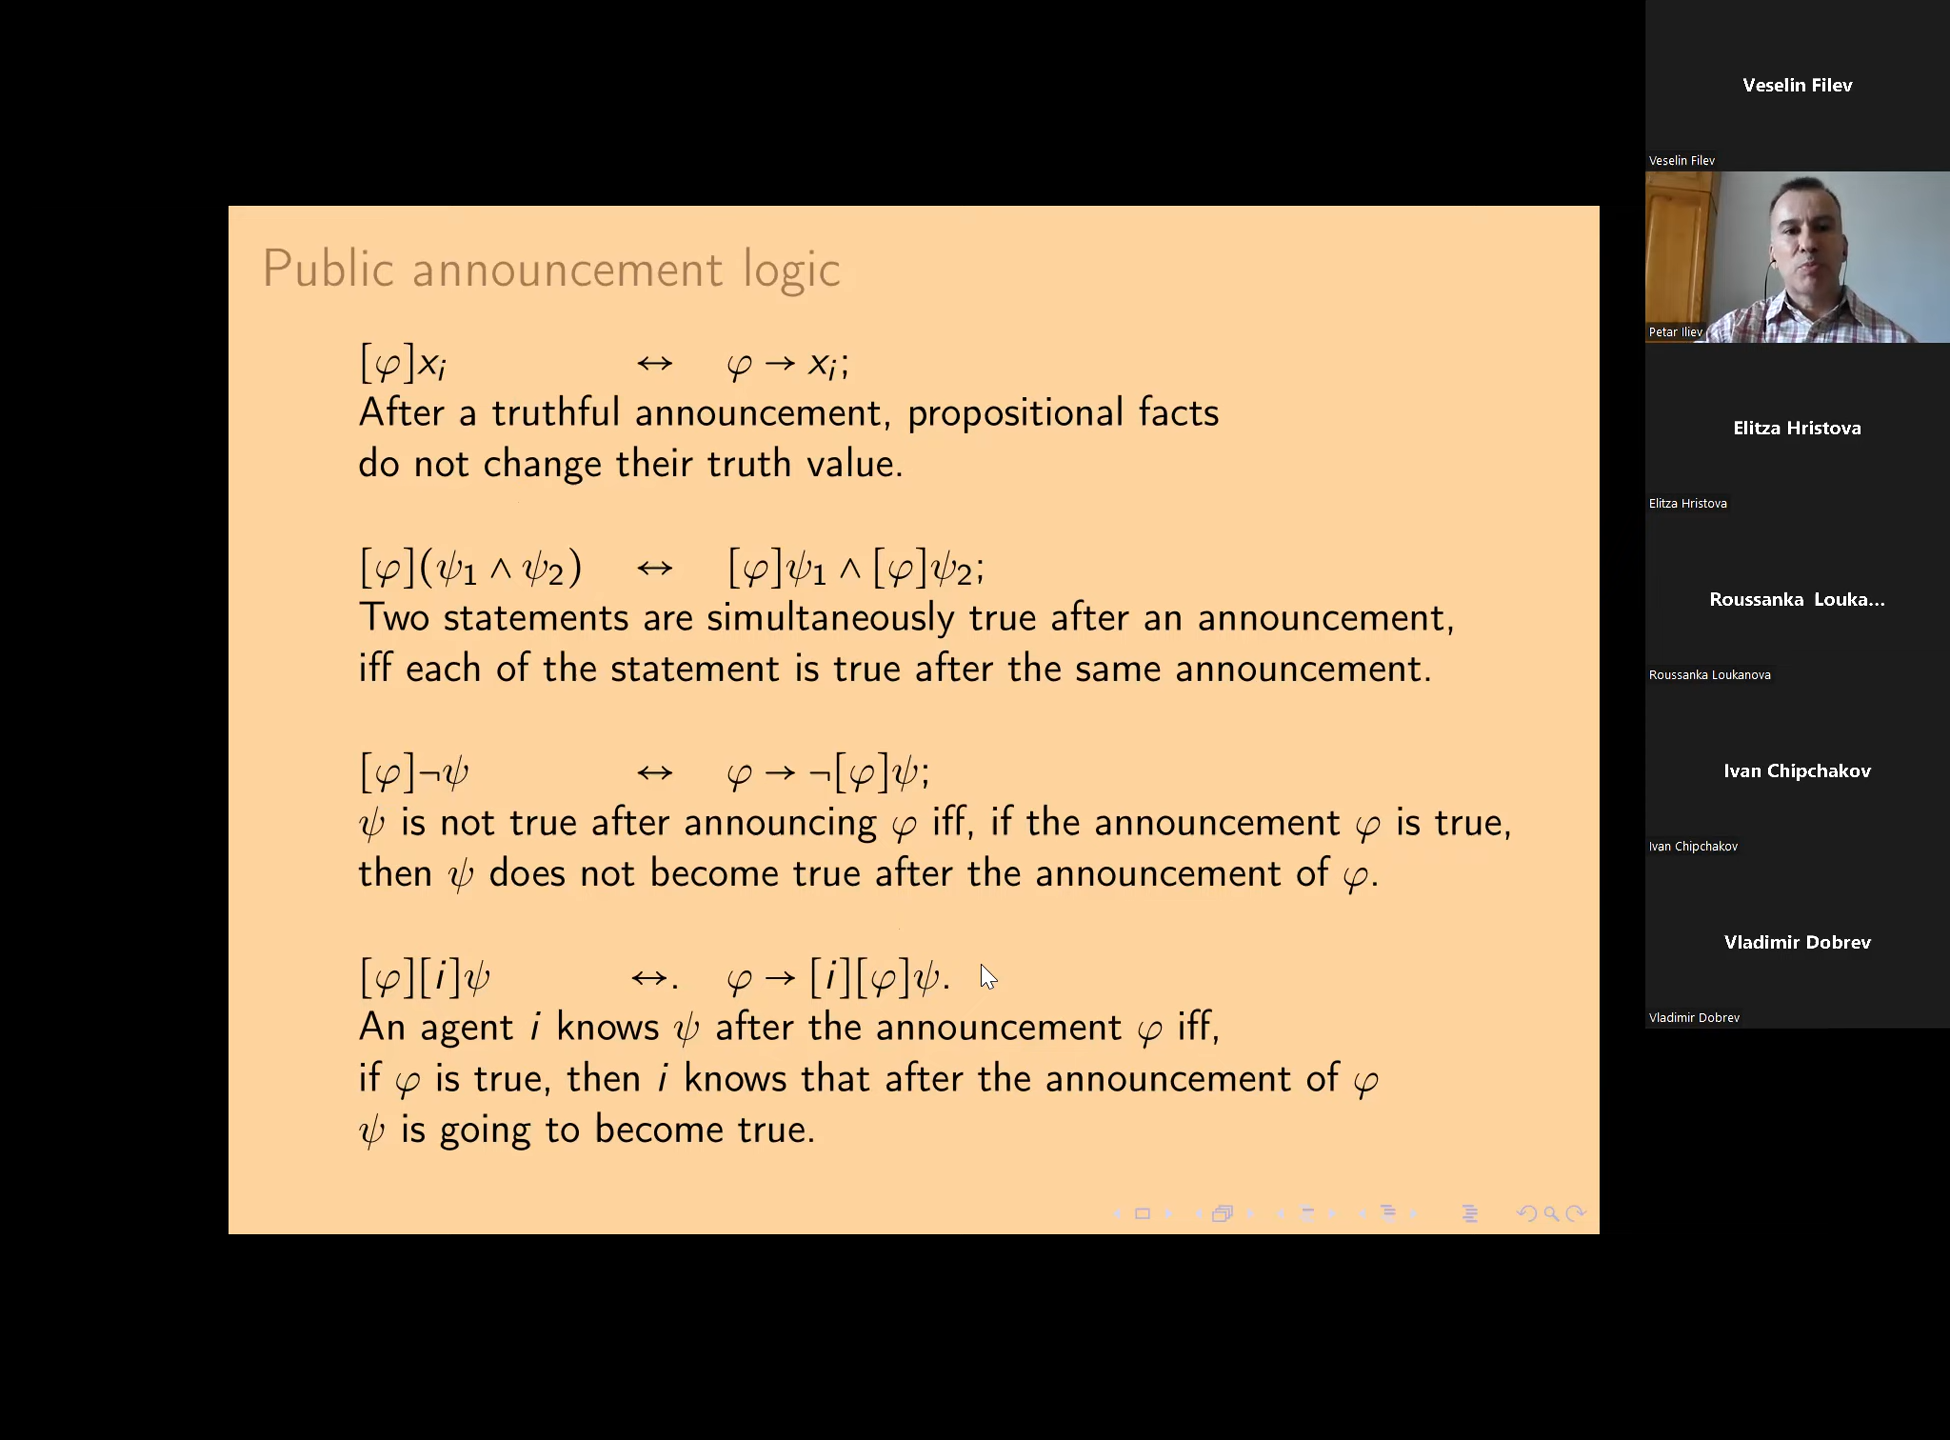 Public announcement logic
[φ]xᵢ ↔ φ → xᵢ;
After a truthful announcement, propositional facts
do not change their truth value.
[φ](ψ₁ ∧ ψ₂) ↔ [φ]ψ₁ ∧ [φ]ψ₂;
Two statements are simultaneously true after an announcement,
iff each of the statement is true after the same announcement.
[φ]¬ψ ↔ φ → ¬[φ]ψ;
ψ is not true after announcing φ iff, if the announcement φ is true,
then ψ does not become true after the announcement of φ.
[φ][i]ψ ↔. φ → [i][φ]ψ.
An agent i knows ψ after the announcement φ iff,
if φ is true, then i knows that after the announcement of φ
ψ is going to become true.
Veselin Filev
Veselin Filev
Petar Iliev
Elitza Hristova
Elitza Hristova
Roussanka Louka...
Roussanka Loukanova
Ivan Chipchakov
Ivan Chipchakov
Vladimir Dobrev
Vladimir Dobrev